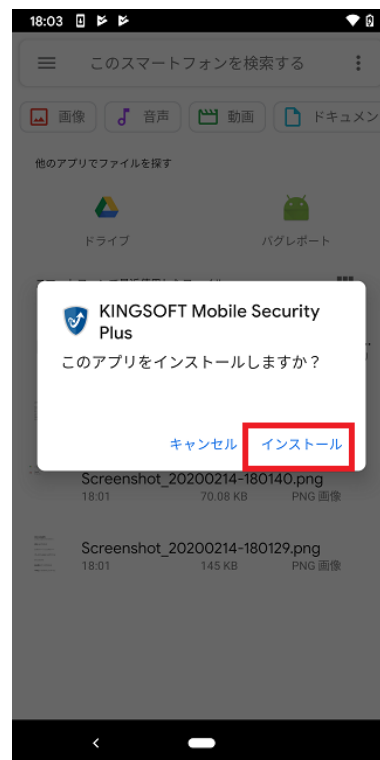 18:03
このスマートフォンを検索する
画像
音声
動画
ドキュメン
他のアプリでファイルを探す
ドライブ
バグレポート
KINGSOFT Mobile Security
Plus
このアプリをインストールしますか？
キャンセル
インストール
Screenshot_20200214-180140.png
18:01 70.08 KB PNG 画像
Screenshot_20200214-180129.png
18:01 145 KB PNG 画像